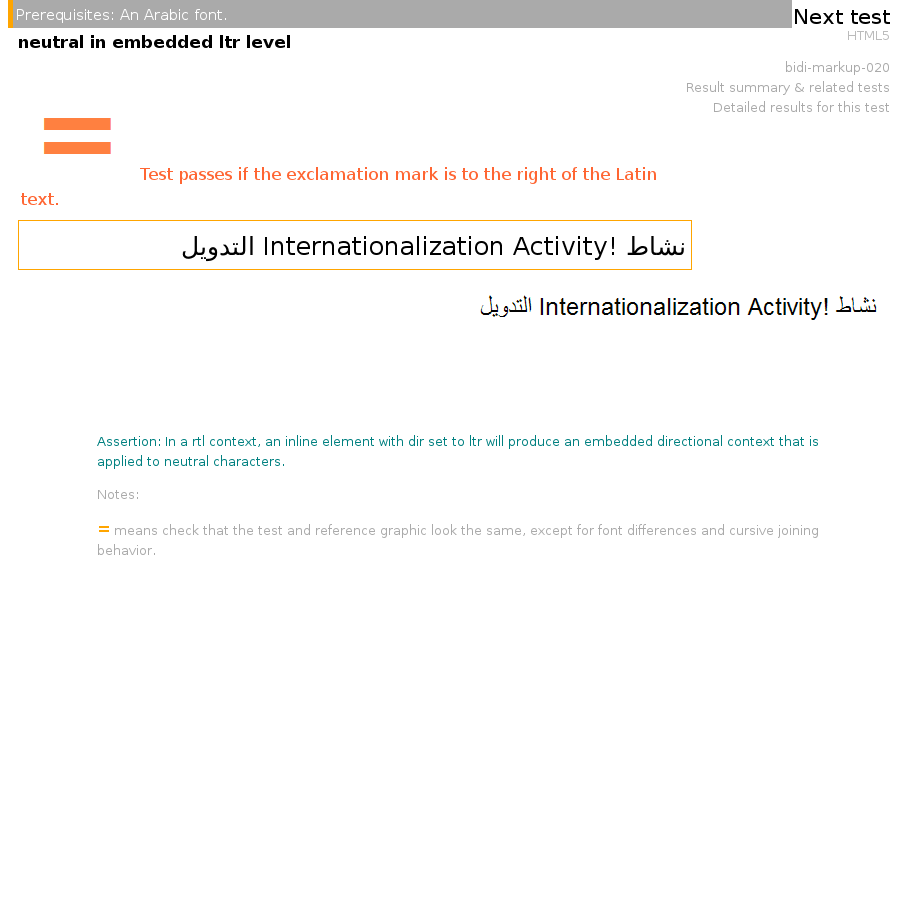 Prerequisites: An Arabic font.
Next test
HTML5
neutral in embedded ltr level
bidi-markup-020
Result summary & related tests
Detailed results for this test
=
Test passes if the exclamation mark is to the right of the Latin
text.
نشاط Internationalization Activity! التدويل
نشاط Internationalization Activity! التدويل
Assertion: In a rtl context, an inline element with dir set to ltr will produce an embedded directional context that is
applied to neutral characters.
Notes:
= means check that the test and reference graphic look the same, except for font differences and cursive joining
behavior.